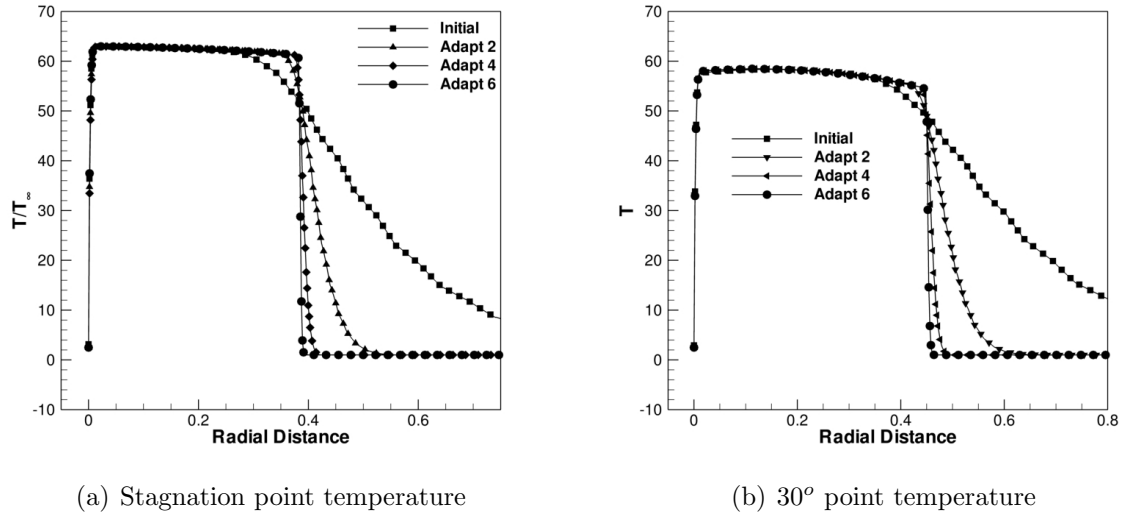 70
60
50
40
30
20
10
0
-10
T/T∞
0
0.2
0.4
0.6
Radial Distance
Initial
Adapt 2
Adapt 4
Adapt 6
(a) Stagnation point temperature
70
60
50
40
30
20
10
0
-10
T
0
0.2
0.4
0.6
0.8
Radial Distance
Initial
Adapt 2
Adapt 4
Adapt 6
(b) 30° point temperature